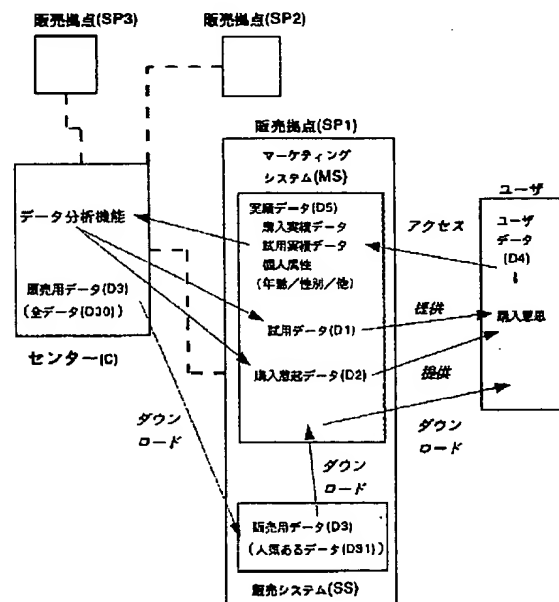 販売拠点(SP3)
販売拠点(SP2)
販売拠点(SP1)
マーケティング
システム(MS)
実績データ(D5)
購入実績データ
試用実績データ
個人属性
(年齢/性別/他)
試用データ(D1)
購入意起データ(D2)
データ分析機能
販売用データ(D3)
(全データ(D30))
センター(C)
アクセス
ユーザ
ユーザ
データ
(D4)
購入意思
提供
提供
ダウン
ロード
ダウン
ロード
ダウン
ロード
販売用データ(D3)
(人気あるデータ(D31))
販売システム(SS)